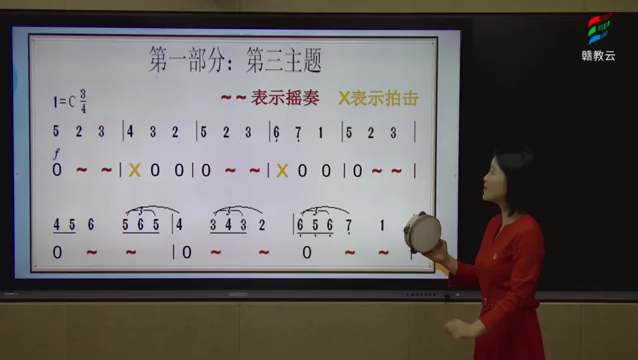 赣教云
第一部分：第三主题
1=C 3/4
~ ~ 表示摇奏 X表示拍击
5 2 3 | 4 3 2 | 5 2 3 | 6 7 1 | 5 2 3 |
f
0 ~ ~ | X 0 0 | 0 ~ ~ | X 0 0 | 0 ~ ~ |
3 3 3
4 5 6 5 6 5 | 4 3 4 3 2 | 6 5 6 7 1 |
0 ~ ~ | 0 ~ ~ 0 ~ ~ |